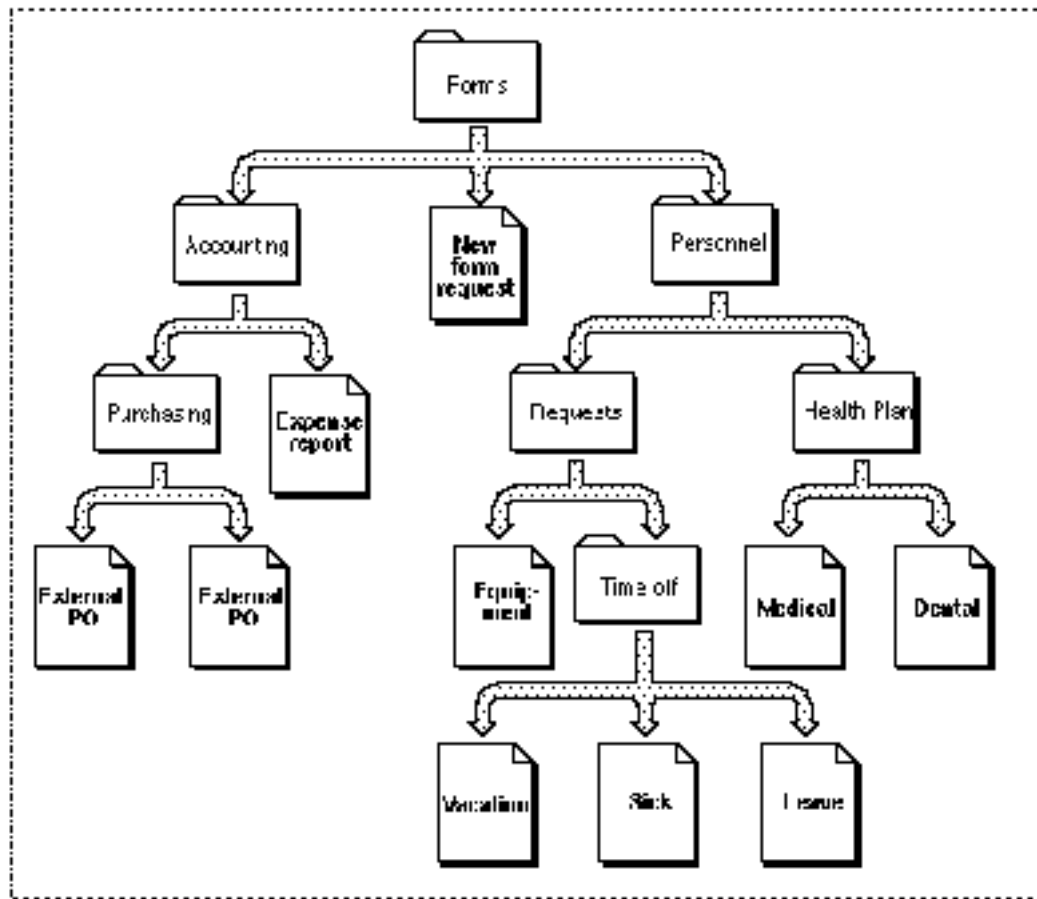 Forms
Accounting
New
form
request
Personnel
Purchasing
Expense
report
Requests
Health Plan
External
PO
External
PO
Equip-
ment
Time off
Medical
Dental
Vacation
Sick
Leave